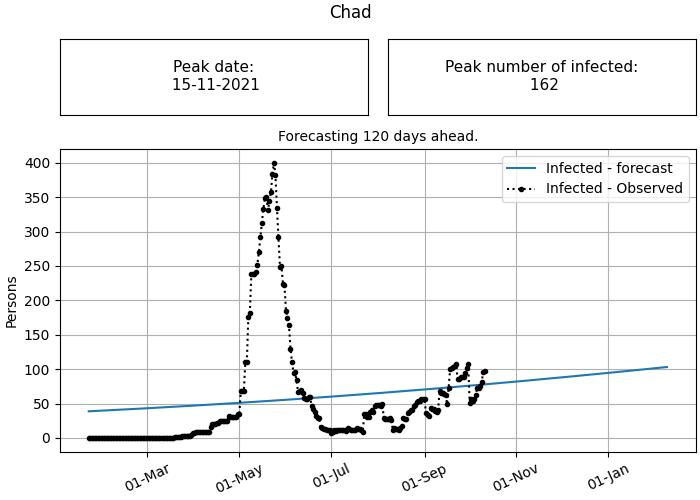 Chad
Peak date:
15-11-2021
Peak number of infected:
162
Forecasting 120 days ahead.
Infected - forecast
Infected - Observed
Persons
400
350
300
250
200
150
100
50
0
01-Mar
01-May
01-Jul
01-Sep
01-Nov
01-Jan